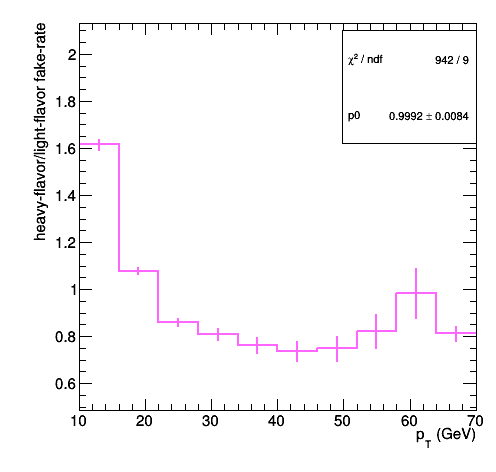 heavy-flavor/light-flavor fake-rate
χ² / ndf 942 / 9
p0 0.9992 ± 0.0084
2
1.8
1.6
1.4
1.2
1
0.8
0.6
10 20 30 40 50 60 70
p_T (GeV)